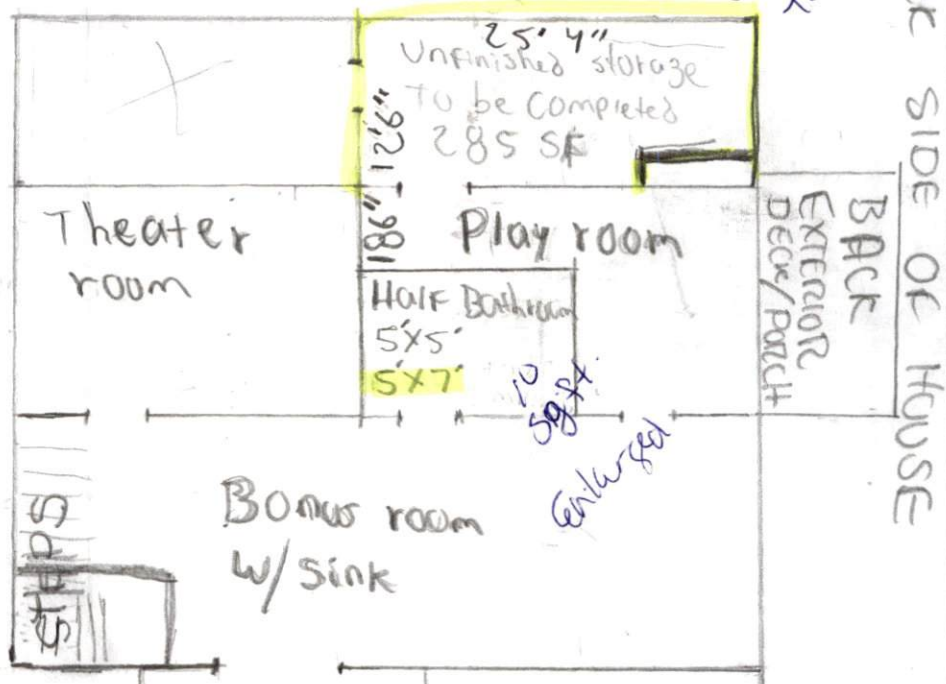 25' 4"
Unfinished storage
To be completed
285 SF
12'6"
18'6"
Theater
room
Play room
Half Bathroom
5'X5'
5'X7'
10
sq.ft.
Enlarged
Bonus room
W/ sink
STEPS
BACK
EXTERIOR
DECK/PORCH
SIDE OF HOUSE